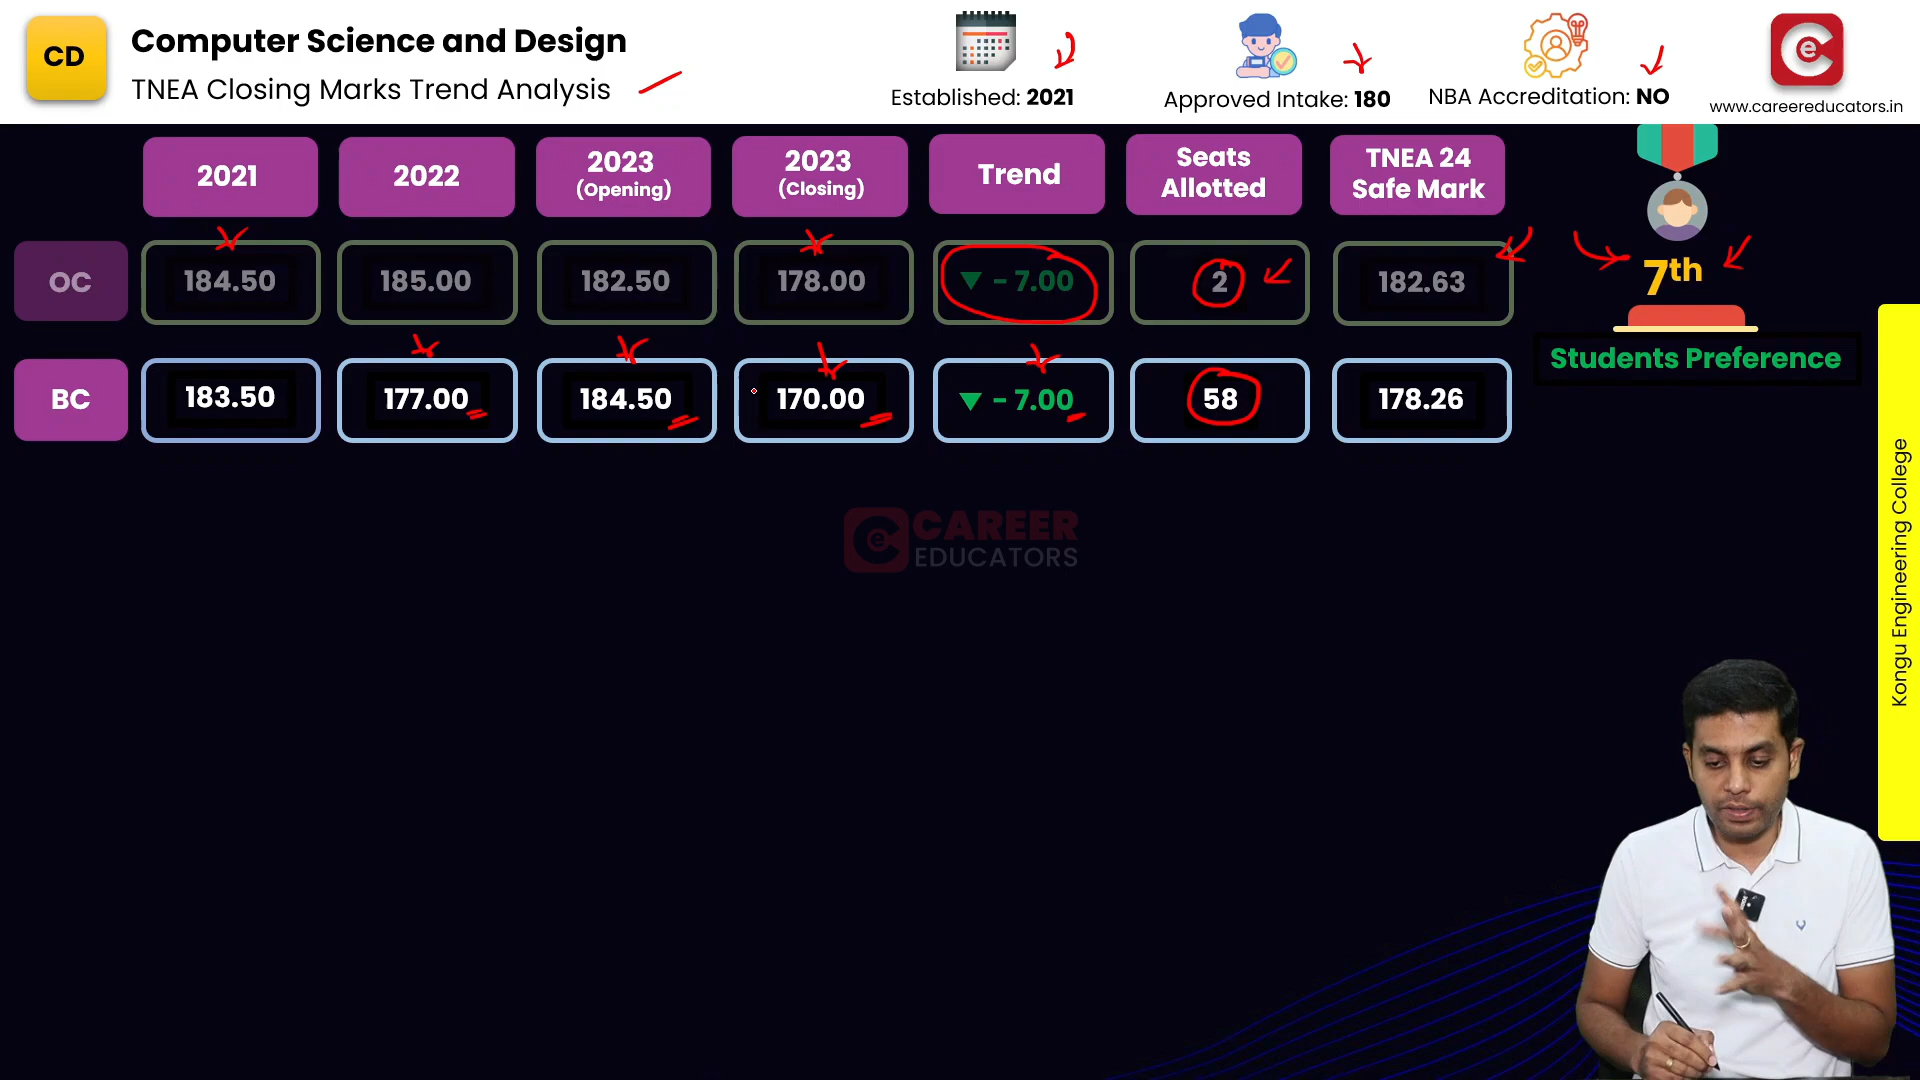 CD
Computer Science and Design
TNEA Closing Marks Trend Analysis
Established: 2021
Approved Intake: 180
NBA Accreditation: NO
www.careereducators.in
2021
2022
2023
(Opening)
2023
(Closing)
Trend
Seats
Allotted
TNEA 24
Safe Mark
OC
184.50
185.00
182.50
178.00
▼ - 7.00
2
182.63
7th
Students Preference
BC
183.50
177.00
184.50
170.00
▼ - 7.00
58
178.26
CAREER
EDUCATORS
Kongu Engineering College